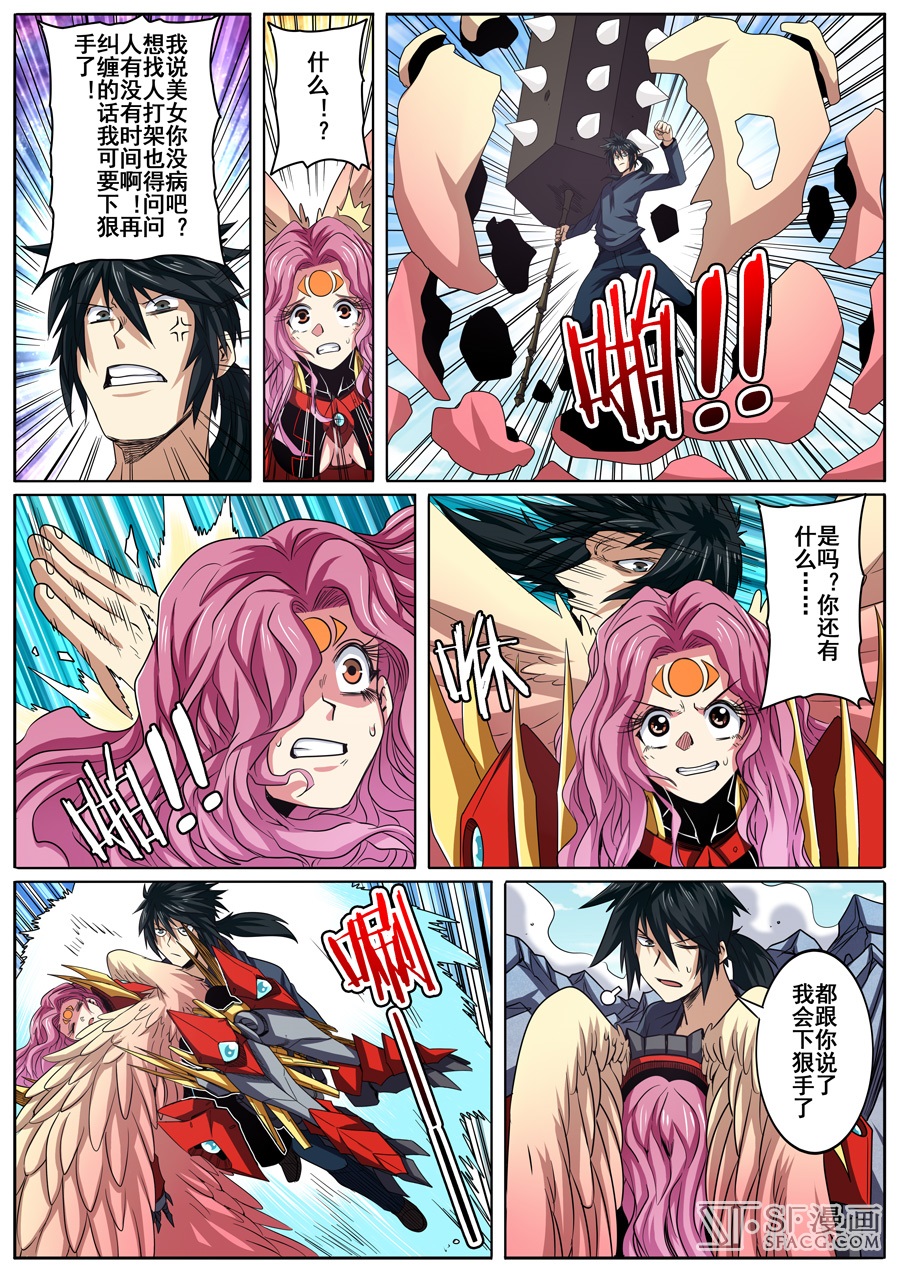 啪!!
什么!?
我说美女你没病吧?
想找人打架也得问问
人有没有时间啊!再
纠缠的话我可要下狠
手了!
是吗?你还有
什么……
咻
啪!!
都跟你说了
我会下狠手了
唰
SF漫画
SFACG.COM